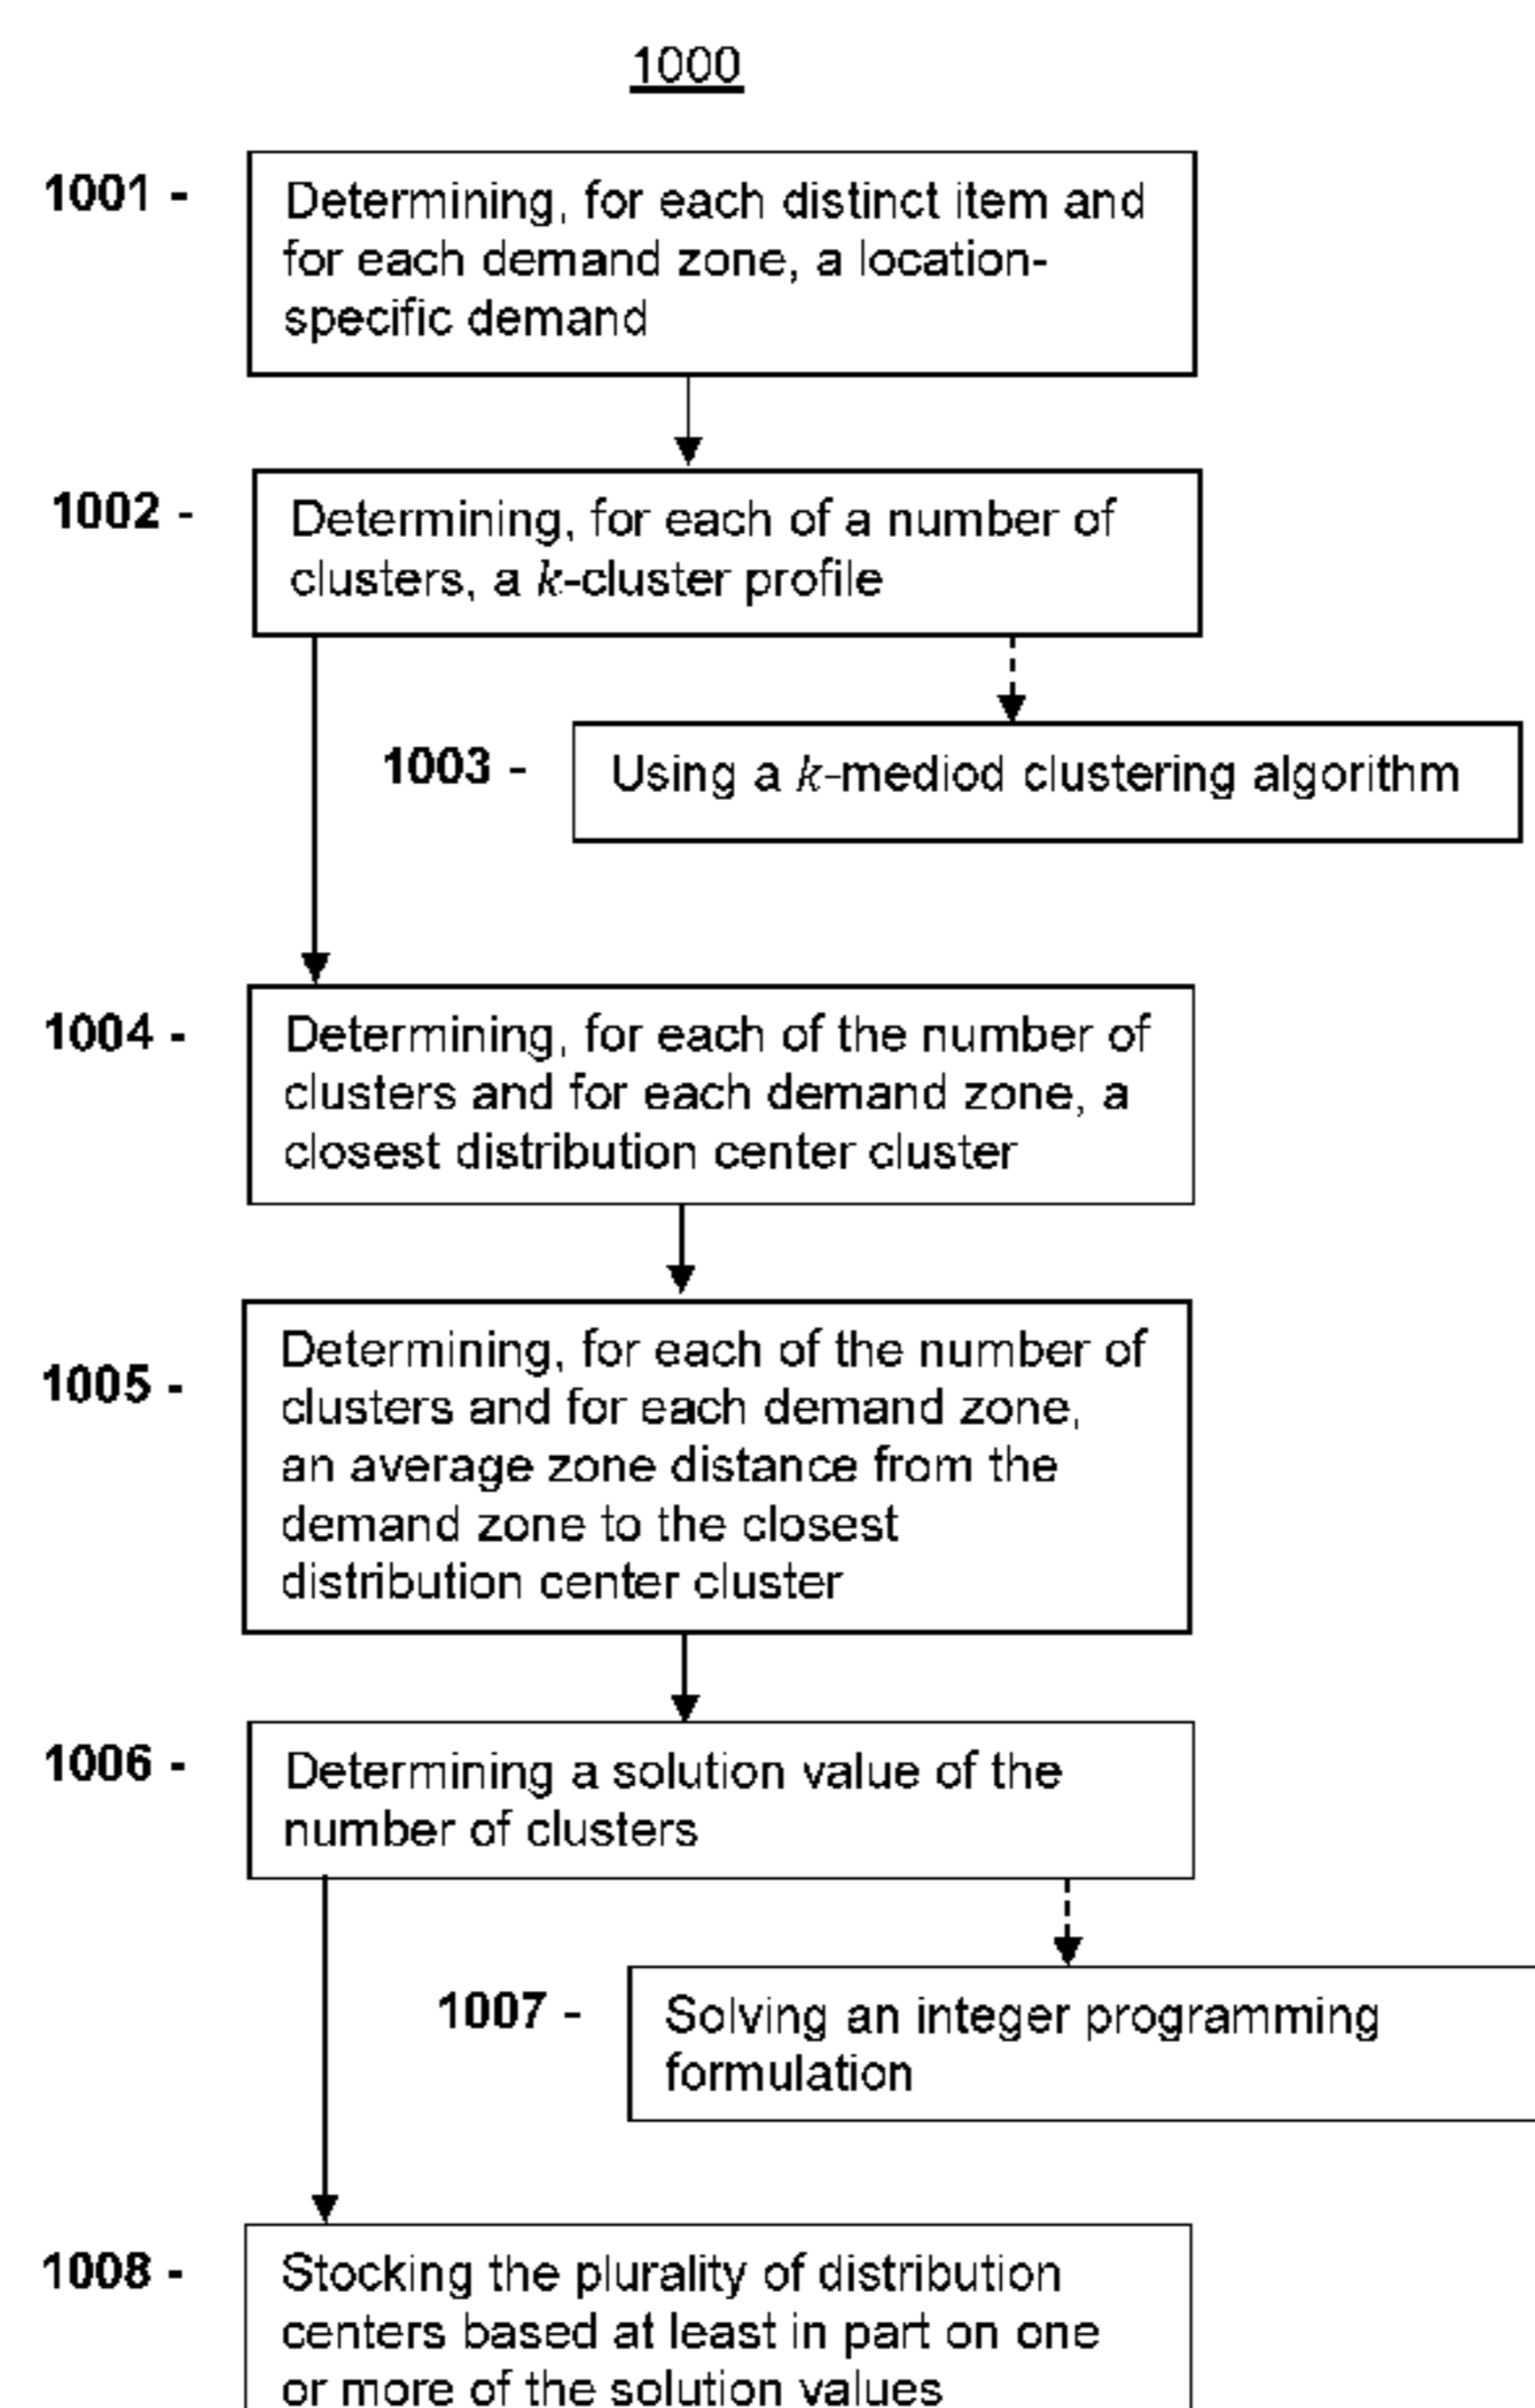 1000
1001 -
Determining, for each distinct item and
for each demand zone, a location-
specific demand
1002 -
Determining, for each of a number of
clusters, a k-cluster profile
1003 -
Using a k-mediod clustering algorithm
1004 -
Determining, for each of the number of
clusters and for each demand zone, a
closest distribution center cluster
1005 -
Determining, for each of the number of
clusters and for each demand zone,
an average zone distance from the
demand zone to the closest
distribution center cluster
1006 -
Determining a solution value of the
number of clusters
1007 -
Solving an integer programming
formulation
1008 -
Stocking the plurality of distribution
centers based at least in part on one
or more of the solution values